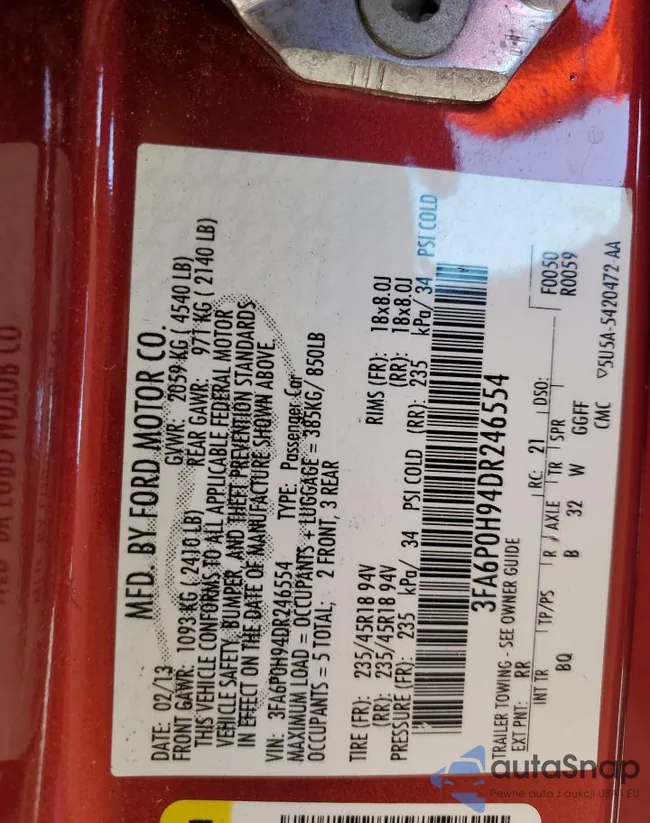 MFD. BY FORD MOTOR CO.
DATE: 02/13 GVWR: 2059 KG ( 4540 LB)
FRONT GAWR: 1093 KG ( 2410 LB) REAR GAWR: 971 KG ( 2140 LB)
THIS VEHICLE CONFORMS TO ALL APPLICABLE FEDERAL MOTOR
VEHICLE SAFETY, BUMPER, AND THEFT PREVENTION STANDARDS
IN EFFECT ON THE DATE OF MANUFACTURE SHOWN ABOVE.
VIN: 3FA6P0H94DR246554 TYPE: Passenger Car
MAXIMUM LOAD = OCCUPANTS + LUGGAGE = 385KG/ 850LB
OCCUPANTS = 5 TOTAL; 2 FRONT, 3 REAR
TIRE (FR): 235/45R18 94V RIMS (FR): 18x8.0J
(RR): 235/45R18 94V (RR): 18x8.0J
PRESSURE (FR): 235 kPa/ 34 PSI COLD (RR): 235 kPa/ 34 PSI COLD
3FA6P0H94DR246554
TRAILER TOWING - SEE OWNER GUIDE
EXT PNT: RR RC: 21 DSO: F0050
INT TR TP/PS R AXLE TR SPR R0059
BQ B 32 W GGFF
CMC ▽5U5A-5420472-AA
autaSnap
Pewne auta z aukcji USA i EU